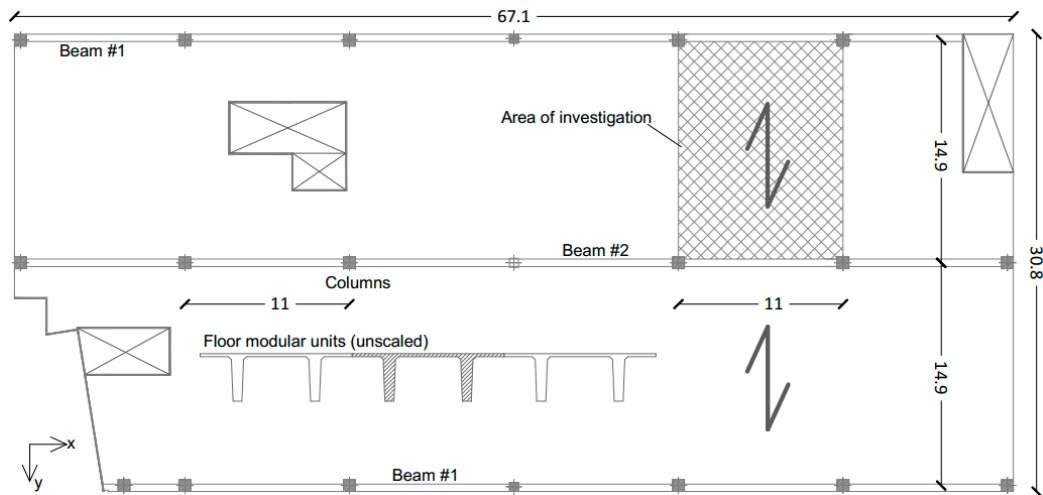 67.1
Beam #1
Area of investigation
14.9
Beam #2
30.8
Columns
11
11
Floor modular units (unscaled)
14.9
x
y
Beam #1